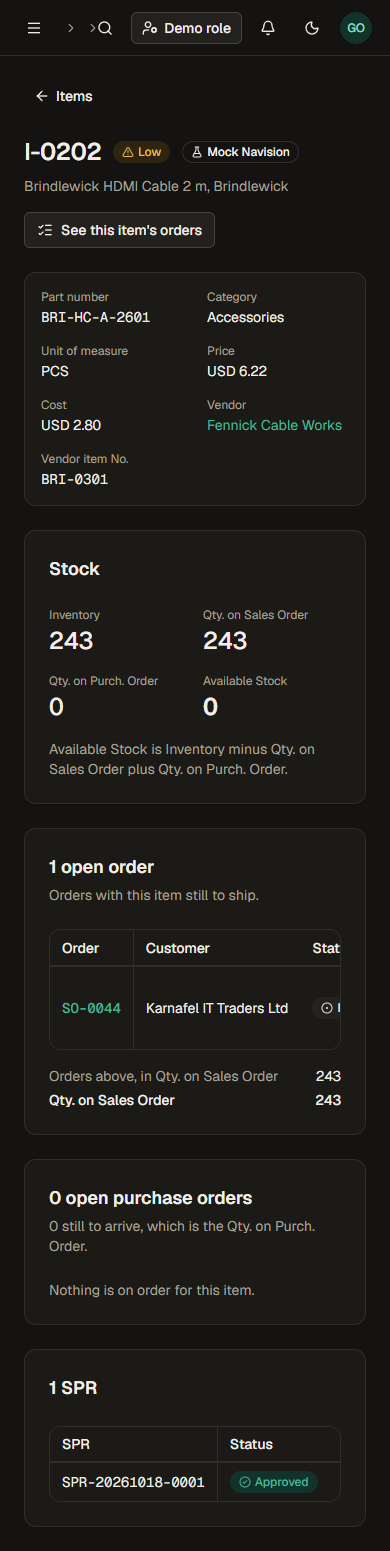 Demo role
GO
Items
I-0202 Low Mock Navision
Brindlewick HDMI Cable 2 m, Brindlewick
See this item's orders
Part number Category
BRI-HC-A-2601 Accessories
Unit of measure Price
PCS USD 6.22
Cost Vendor
USD 2.80 Fennick Cable Works
Vendor item No.
BRI-0301
Stock
Inventory Qty. on Sales Order
243 243
Qty. on Purch. Order Available Stock
0 0
Available Stock is Inventory minus Qty. on
Sales Order plus Qty. on Purch. Order.
1 open order
Orders with this item still to ship.
Order Customer Stat
SO-0044 Karnafel IT Traders Ltd
Orders above, in Qty. on Sales Order 243
Qty. on Sales Order 243
0 open purchase orders
0 still to arrive, which is the Qty. on Purch.
Order.
Nothing is on order for this item.
1 SPR
SPR Status
SPR-20261018-0001 Approved